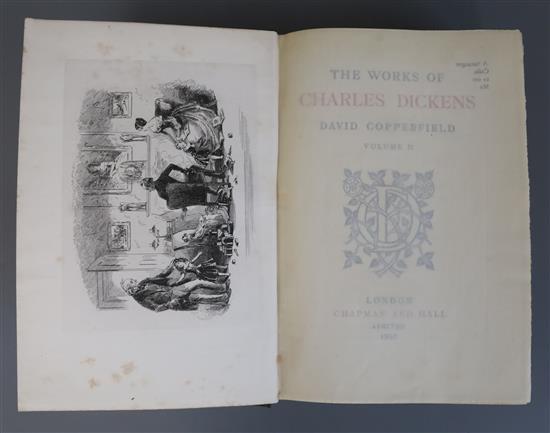 THE WORKS OF
CHARLES DICKENS
DAVID COPPERFIELD
VOLUME II
LONDON
CHAPMAN AND HALL
LIMITED